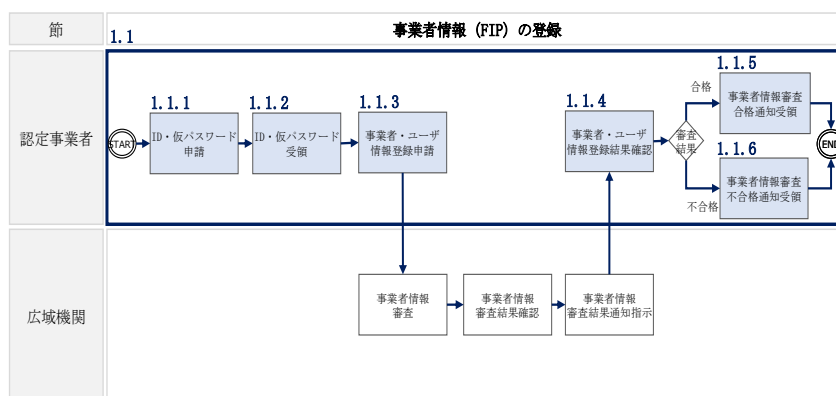 節
事業者情報（FIP）の登録
1.1
認定事業者
START
1.1.1
ID・仮パスワード
申請
1.1.2
ID・仮パスワード
受領
1.1.3
事業者・ユーザ
情報登録申請
1.1.4
事業者・ユーザ
情報登録結果確認
審査
結果
合格
不合格
1.1.5
事業者情報審査
合格通知受領
1.1.6
事業者情報審査
不合格通知受領
END
広域機関
事業者情報
審査
事業者情報
審査結果確認
事業者情報
審査結果通知指示